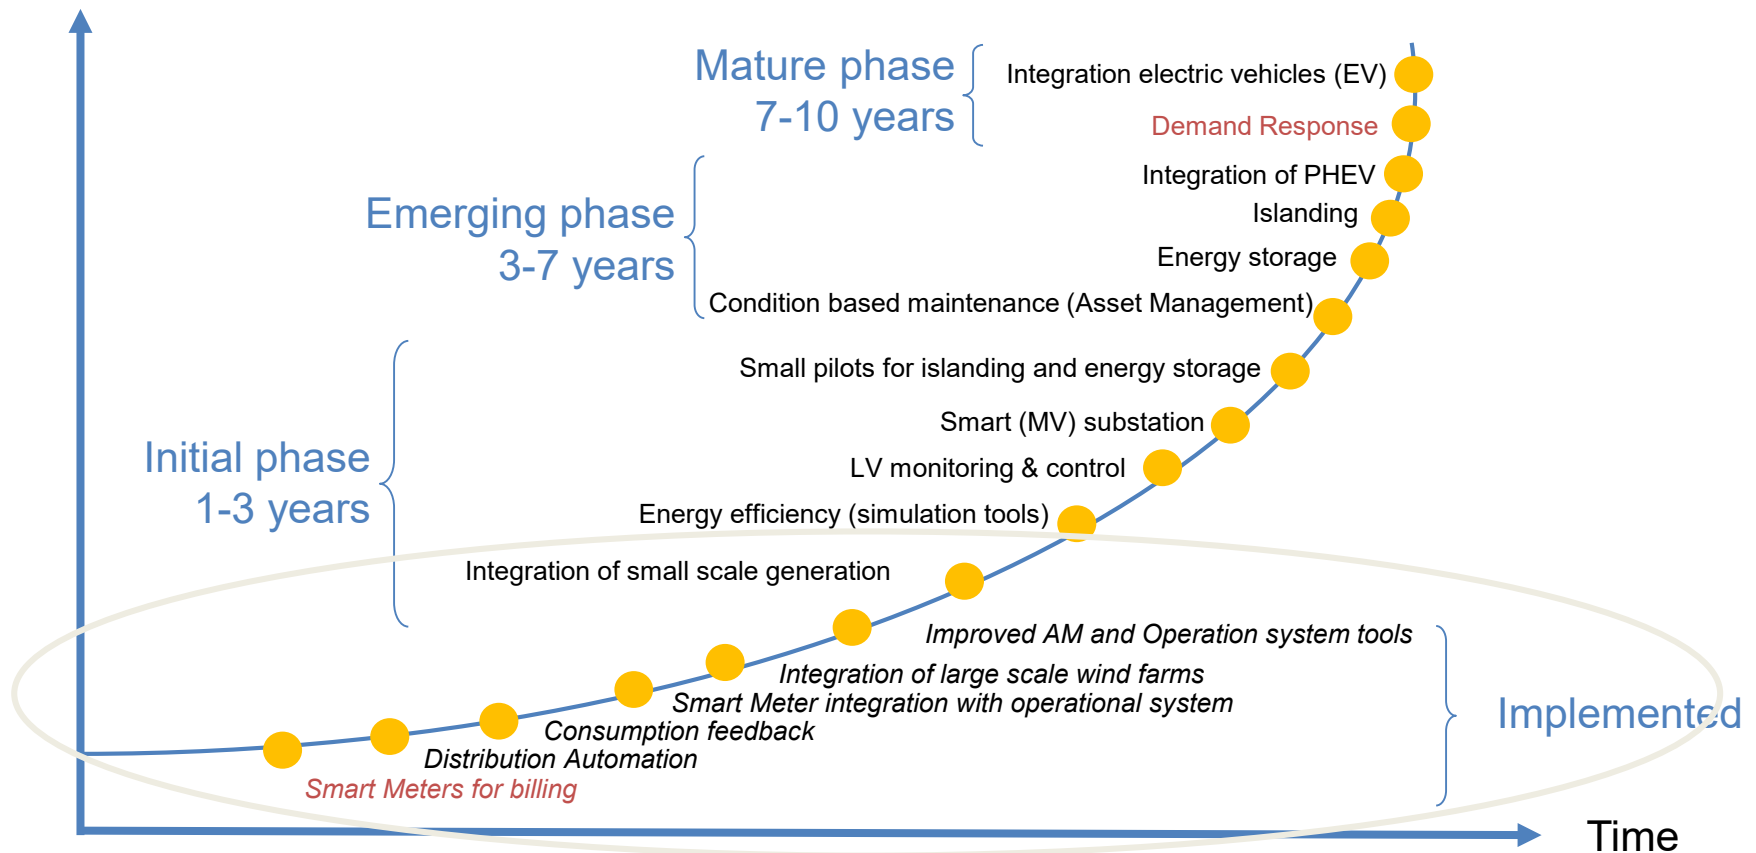 Mature phase
7-10 years
Integration electric vehicles (EV)
Demand Response
Integration of PHEV
Emerging phase
3-7 years
Islanding
Energy storage
Condition based maintenance (Asset Management)
Small pilots for islanding and energy storage
Smart (MV) substation
Initial phase
1-3 years
LV monitoring & control
Energy efficiency (simulation tools)
Integration of small scale generation
Improved AM and Operation system tools
Integration of large scale wind farms
Smart Meter integration with operational system
Consumption feedback
Distribution Automation
Smart Meters for billing
Implemented
Time